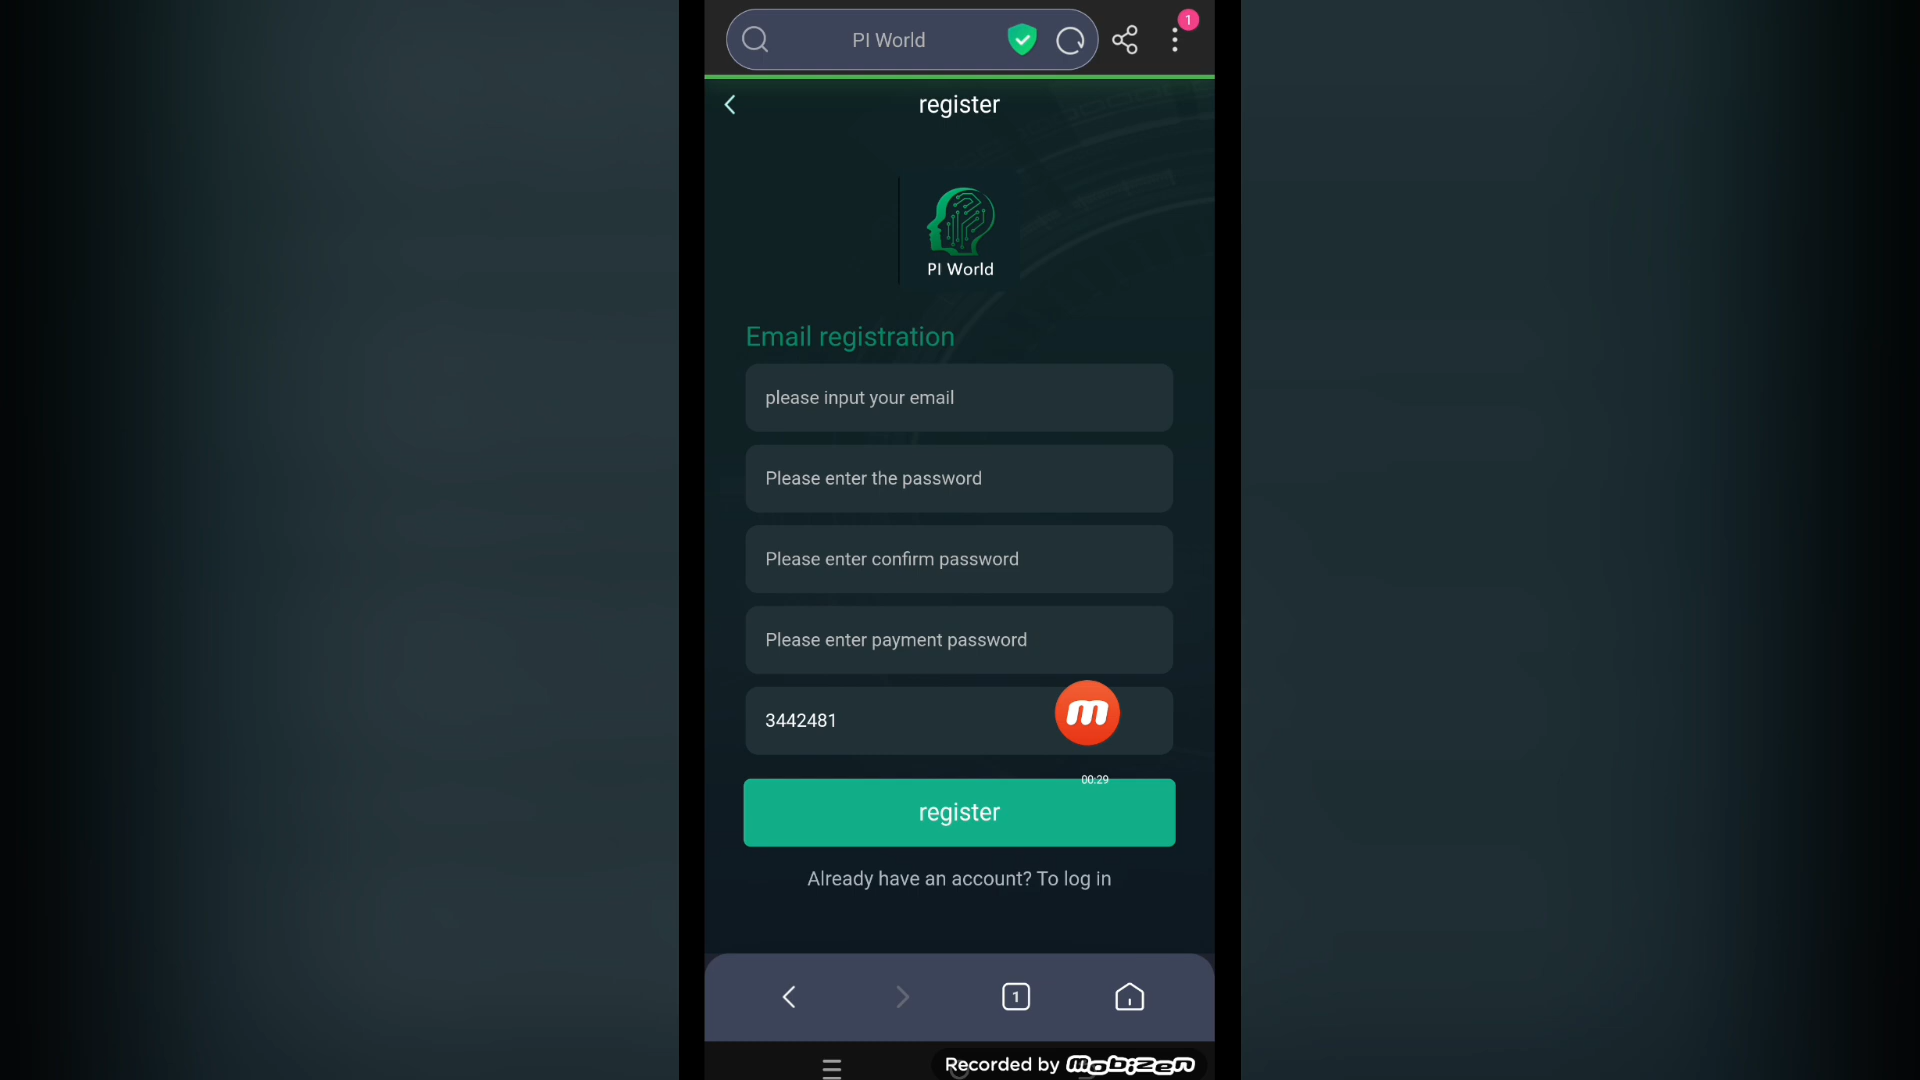 PI World
1
register
PI World
Email registration
please input your email
Please enter the password
Please enter confirm password
Please enter payment password
3442481
m
00:29
register
Already have an account? To log in
1
Recorded by mobizen